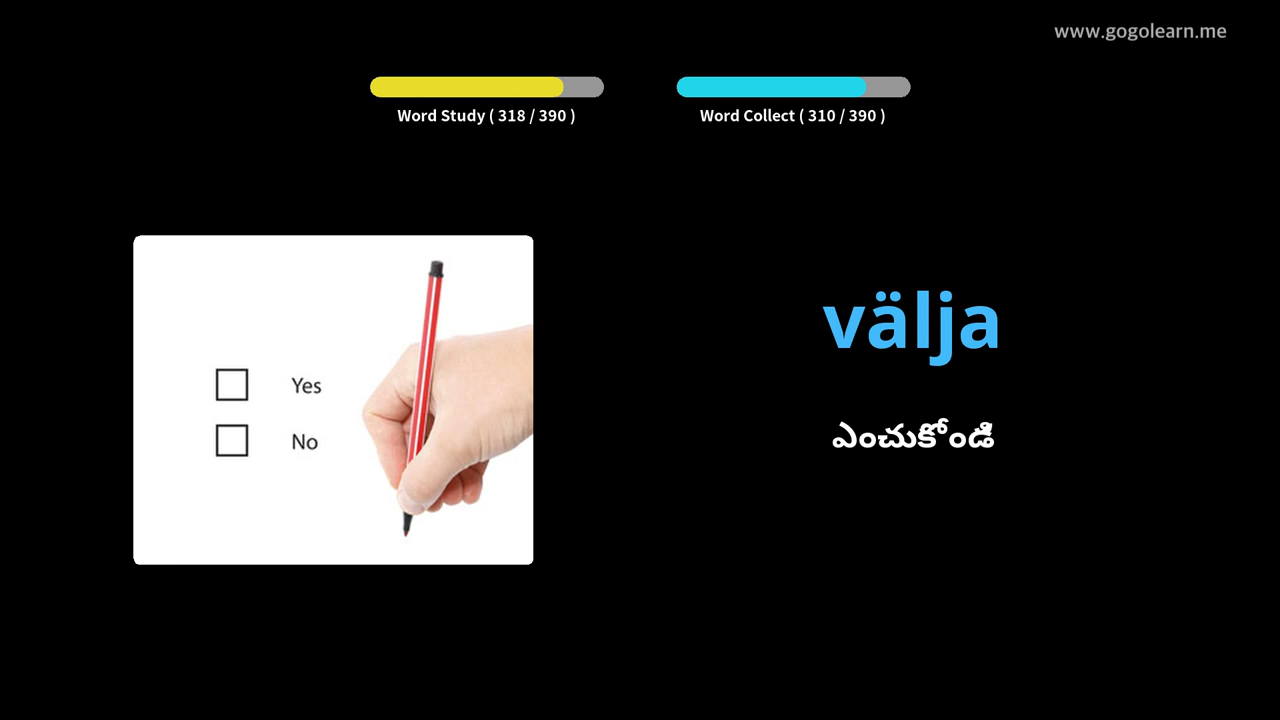 www.gogolearn.me
Word Study ( 318 / 390 )
Word Collect ( 310 / 390 )
välja
Yes
No
ఎంచుకోండి